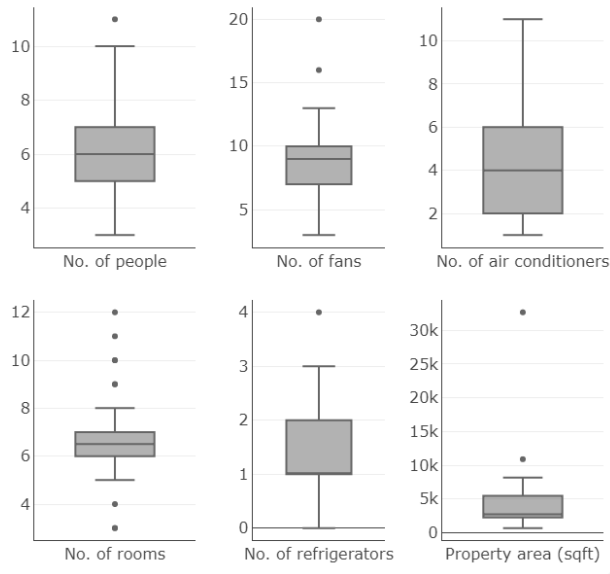 10
8
6
4
No. of people
20
15
10
5
No. of fans
10
8
6
4
2
No. of air conditioners
12
10
8
6
4
No. of rooms
4
3
2
1
0
No. of refrigerators
30k
25k
20k
15k
10k
5k
0
Property area (sqft)